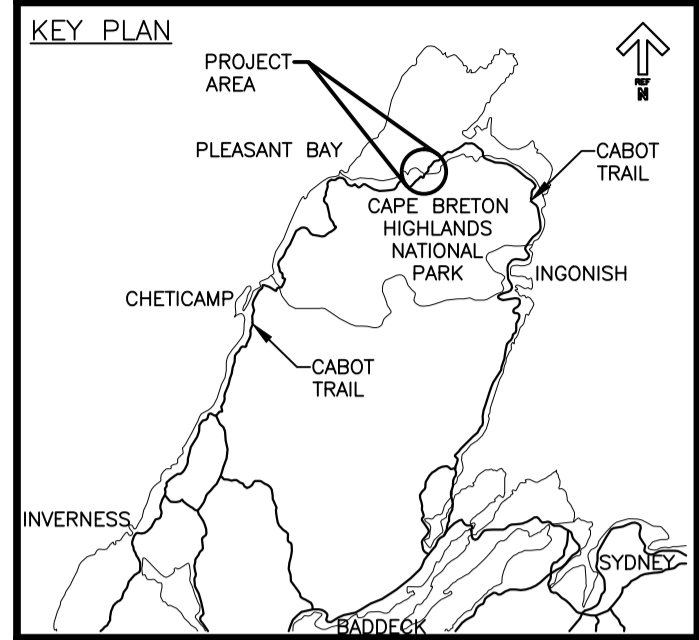 KEY PLAN
PROJECT
AREA
REF
N
PLEASANT BAY
CABOT
TRAIL
CAPE BRETON
HIGHLANDS
NATIONAL
PARK
INGONISH
CHETICAMP
CABOT
TRAIL
INVERNESS
SYDNEY
BADDECK